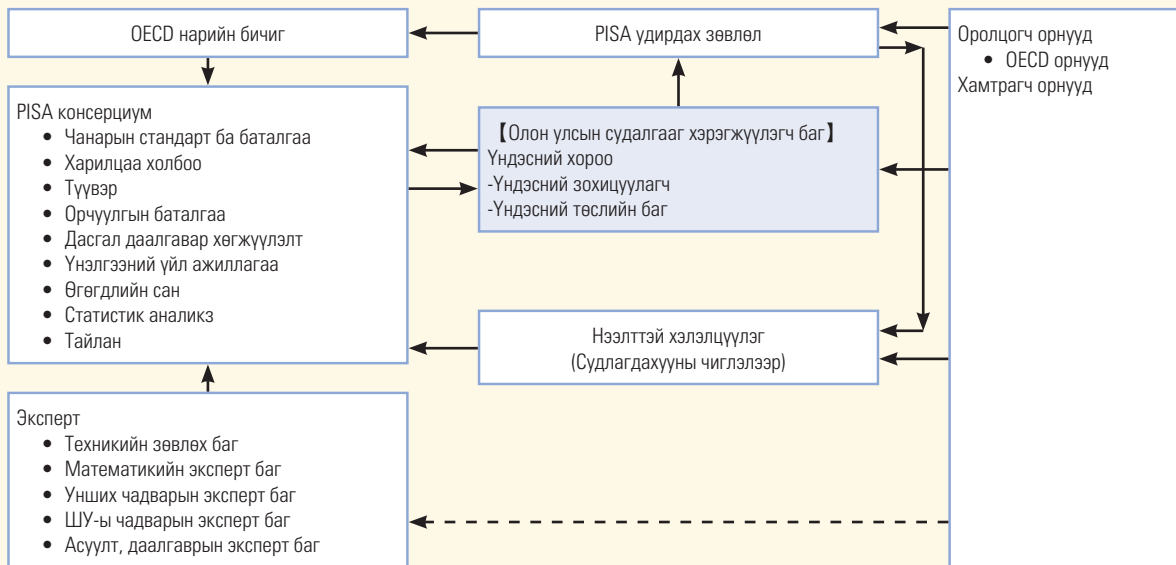 OECD нарийн бичиг
PISA удирдах зөвлөл
Оролцогч орнууд
• OECD орнууд
Хамтрагч орнууд
PISA консерциум
• Чанарын стандарт ба баталгаа
• Харилцаа холбоо
• Түүвэр
• Орчуулгын баталгаа
• Дасгал даалгавар хөгжүүлэлт
• Үнэлгээний үйл ажиллагаа
• Өгөгдлийн сан
• Статистик аналикз
• Тайлан
【Олон улсын судалгааг хэрэгжүүлэгч баг】
Үндэсний хороо
-Үндэсний зохицуулагч
-Үндэсний төслийн баг
Нээлттэй хэлэлцүүлэг
(Судлагдахууны чиглэлээр)
Эксперт
• Техникийн зөвлөх баг
• Математикийн эксперт баг
• Унших чадварын эксперт баг
• ШУ-ы чадварын эксперт баг
• Асуулт, даалгаврын эксперт баг